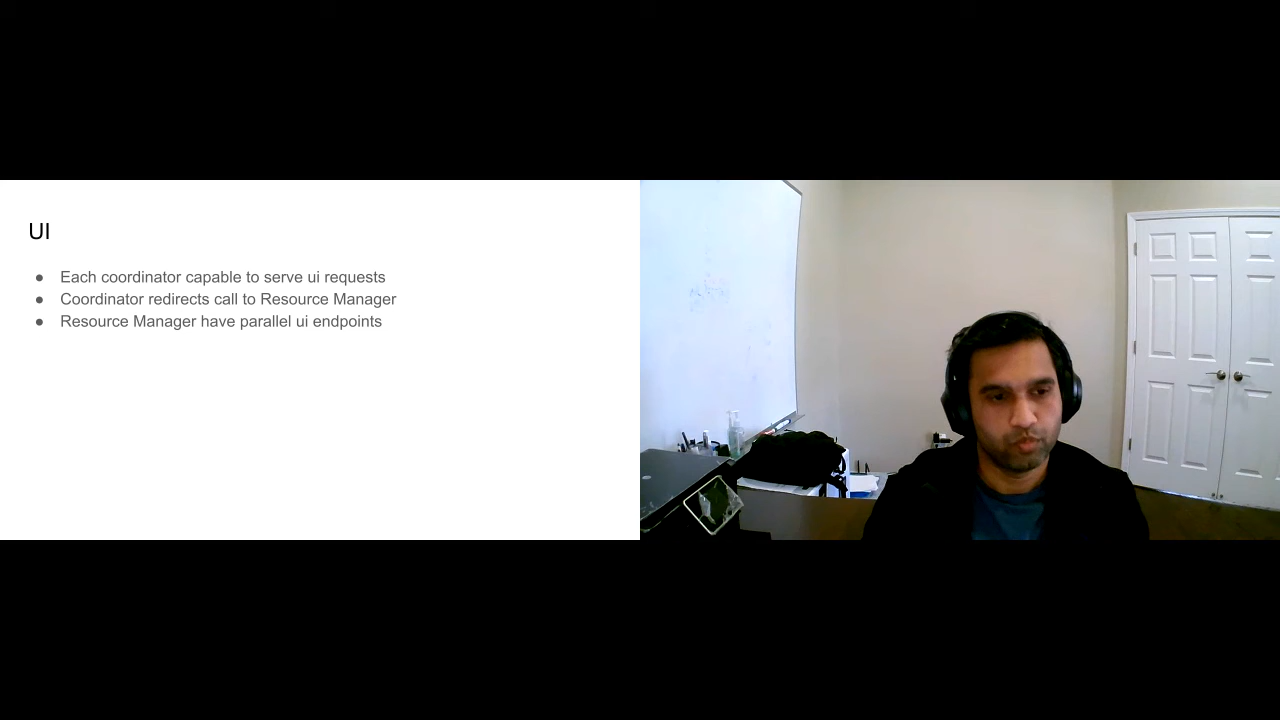 UI
● Each coordinator capable to serve ui requests
● Coordinator redirects call to Resource Manager
● Resource Manager have parallel ui endpoints